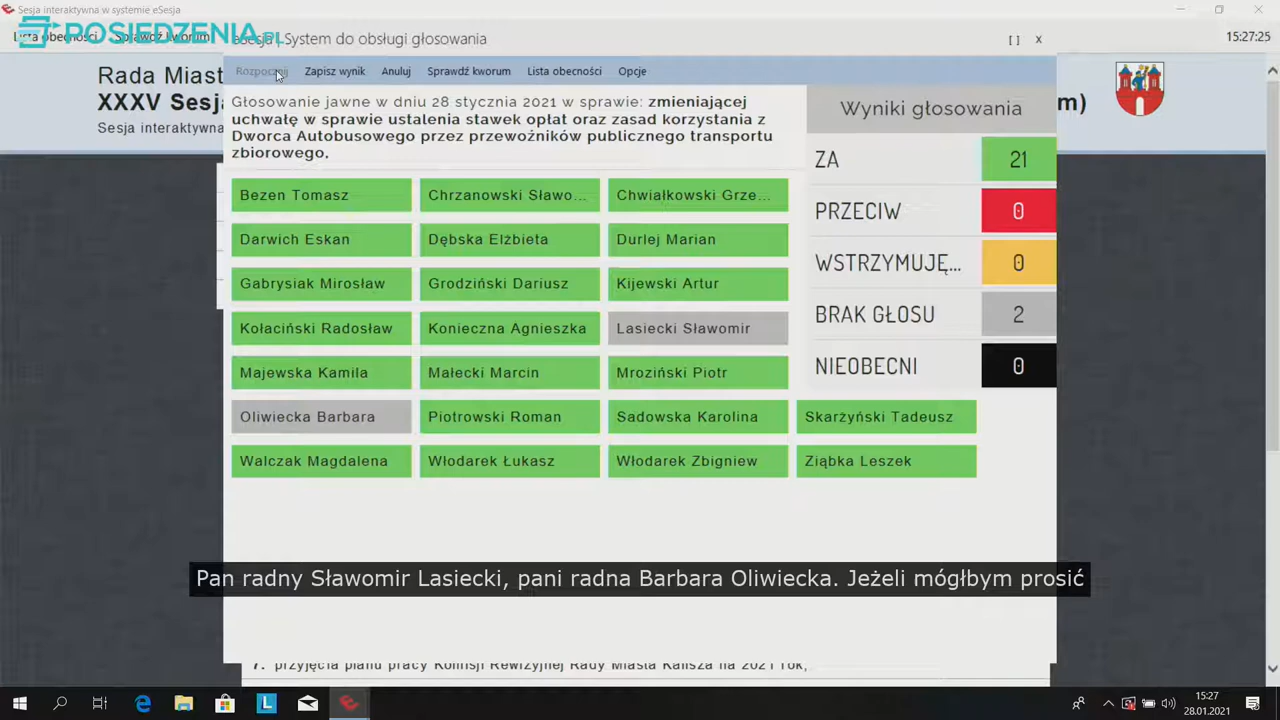 Sesja interaktywna w systemie eSesja
POSIEDZENIA.PL
Lista obecności Sprawdź kworum
eSesja | System do obsługi głosowania
[ ] x
15:27:25
Rada Miast
XXXV Sesj
m)
Sesja interaktywna
Rozpocznij Zapisz wynik Anuluj Sprawdź kworum Lista obecności Opcje
Głosowanie jawne w dniu 28 stycznia 2021 w sprawie: zmieniającej
uchwałę w sprawie ustalenia stawek opłat oraz zasad korzystania z
Dworca Autobusowego przez przewoźników publicznego transportu
zbiorowego,
Wyniki głosowania
ZA 21
PRZECIW 0
WSTRZYMUJĘ... 0
BRAK GŁOSU 2
NIEOBECNI 0
Bezen Tomasz Chrzanowski Sławo... Chwiałkowski Grze...
Darwich Eskan Dębska Elżbieta Durlej Marian
Gabrysiak Mirosław Grodziński Dariusz Kijewski Artur
Kołaciński Radosław Konieczna Agnieszka Lasiecki Sławomir
Majewska Kamila Małecki Marcin Mroziński Piotr
Oliwiecka Barbara Piotrowski Roman Sadowska Karolina Skarżyński Tadeusz
Walczak Magdalena Włodarek Łukasz Włodarek Zbigniew Ziąbka Leszek
Pan radny Sławomir Lasiecki, pani radna Barbara Oliwiecka. Jeżeli mógłbym prosić
7. przyjęcia planu pracy Komisji Rewizyjnej Rady Miasta Kalisza na 2021 rok,
15:27
28.01.2021